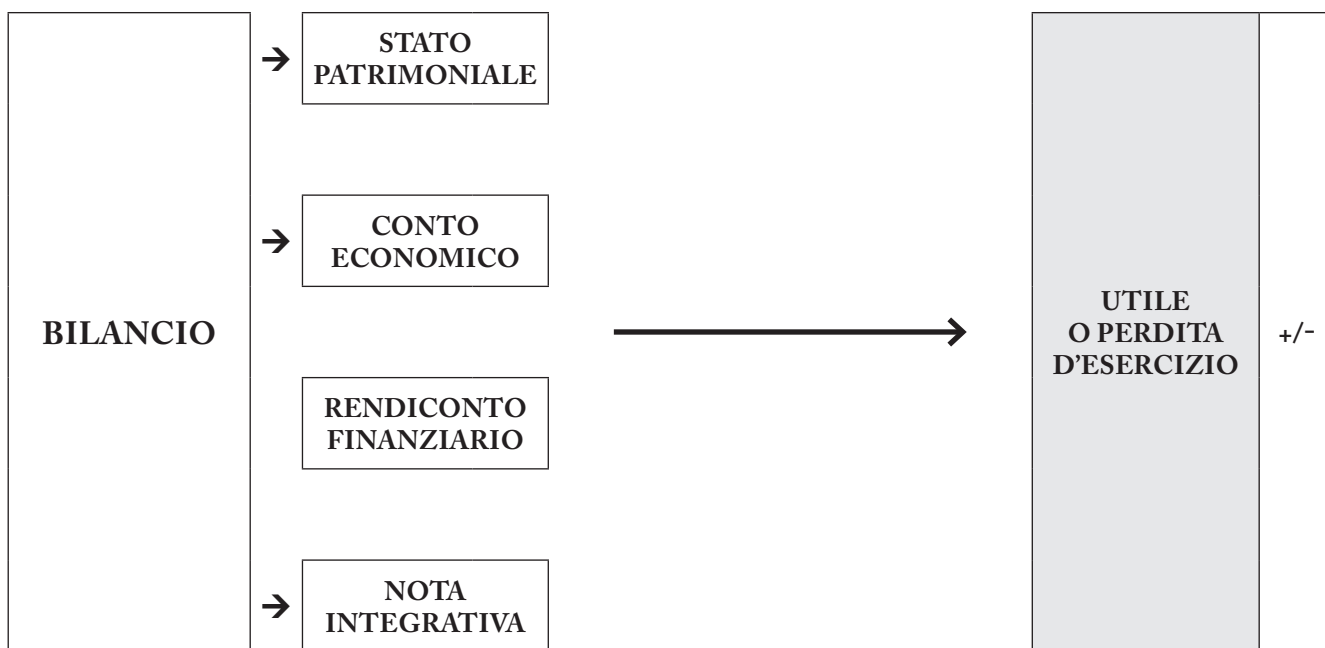 BILANCIO
STATO
PATRIMONIALE
CONTO
ECONOMICO
RENDICONTO
FINANZIARIO
NOTA
INTEGRATIVA
UTILE
O PERDITA
D'ESERCIZIO
+/-